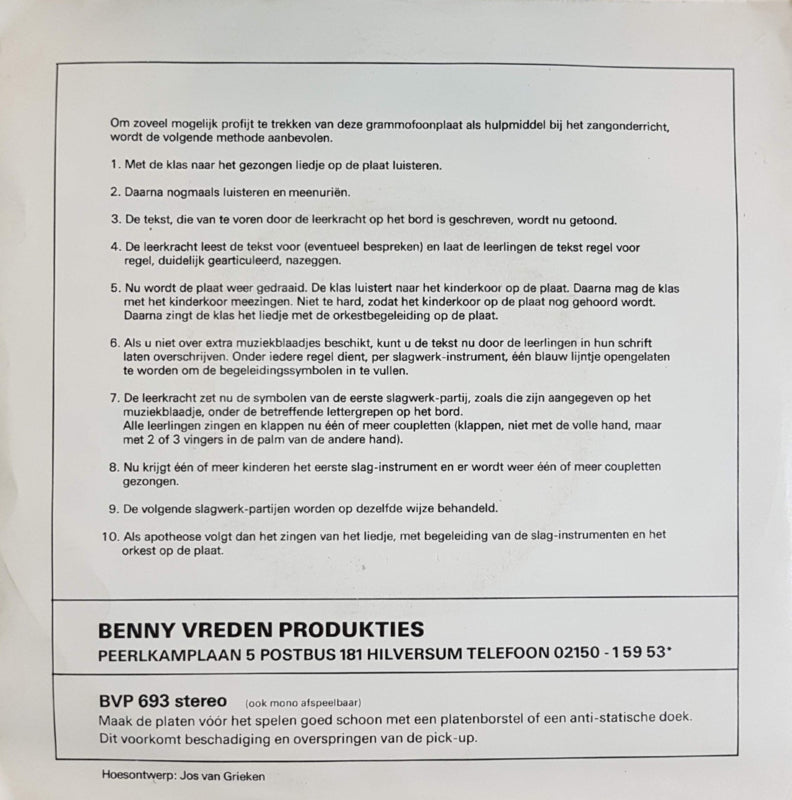 Om zoveel mogelijk profijt te trekken van deze grammofoonplaat als hulpmiddel bij het zangonderricht,
wordt de volgende methode aanbevolen.
1. Met de klas naar het gezongen liedje op de plaat luisteren.
2. Daarna nogmaals luisteren en meenuriën.
3. De tekst, die van te voren door de leerkracht op het bord is geschreven, wordt nu getoond.
4. De leerkracht leest de tekst voor (eventueel bespreken) en laat de leerlingen de tekst regel voor
regel, duidelijk gearticuleerd, nazeggen.
5. Nu wordt de plaat weer gedraaid. De klas luistert naar het kinderkoor op de plaat. Daarna mag de klas
met het kinderkoor meezingen. Niet te hard, zodat het kinderkoor op de plaat nog gehoord wordt.
Daarna zingt de klas het liedje met de orkestbegeleiding op de plaat.
6. Als u niet over extra muziekblaadjes beschikt, kunt u de tekst nu door de leerlingen in hun schrift
laten overschrijven. Onder iedere regel dient, per slagwerk-instrument, één blauw lijntje opengelaten
te worden om de begeleidingssymbolen in te vullen.
7. De leerkracht zet nu de symbolen van de eerste slagwerk-partij, zoals die zijn aangegeven op het
muziekblaadje, onder de betreffende lettergrepen op het bord.
Alle leerlingen zingen en klappen nu één of meer coupletten (klappen, niet met de volle hand, maar
met 2 of 3 vingers in de palm van de andere hand).
8. Nu krijgt één of meer kinderen het eerste slag-instrument en er wordt weer één of meer coupletten
gezongen.
9. De volgende slagwerk-partijen worden op dezelfde wijze behandeld.
10. Als apotheose volgt dan het zingen van het liedje, met begeleiding van de slag-instrumenten en het
orkest op de plaat.
BENNY VREDEN PRODUKTIES
PEERLKAMPLAAN 5 POSTBUS 181 HILVERSUM TELEFOON 02150 - 1 59 53*
BVP 693 stereo (ook mono afspeelbaar)
Maak de platen vóór het spelen goed schoon met een platenborstel of een anti-statische doek.
Dit voorkomt beschadiging en overspringen van de pick-up.
Hoesontwerp: Jos van Grieken